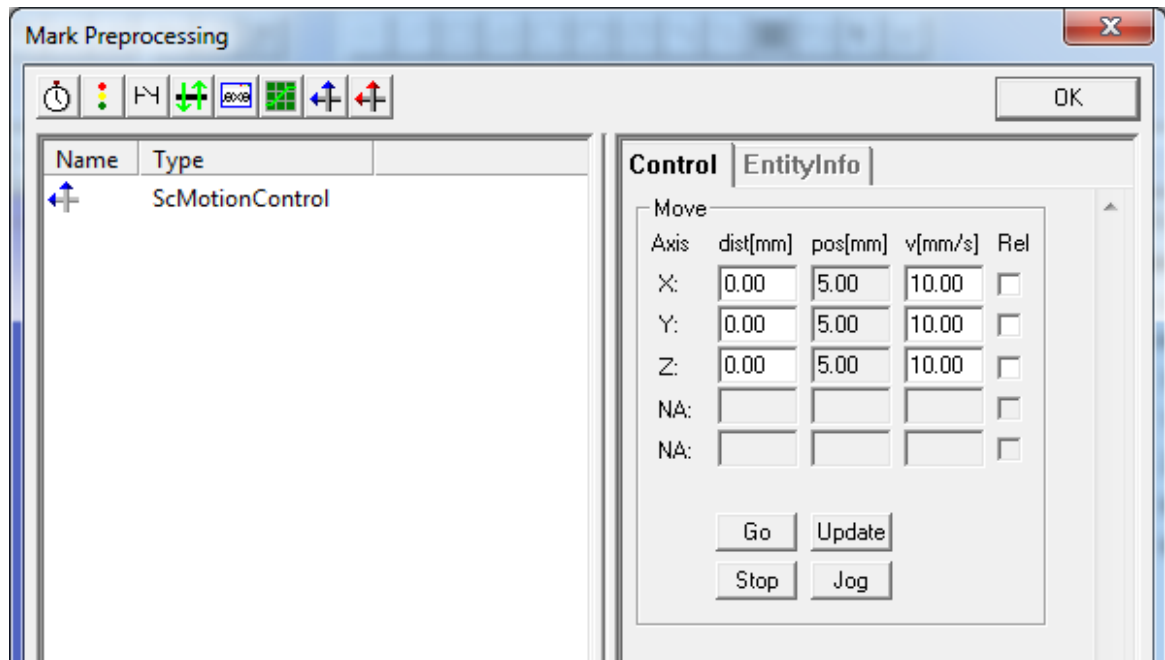 Mark Preprocessing
.exe
OK
Name Type
ScMotionControl
Control EntityInfo
Move
Axis dist[mm] pos[mm] v[mm/s] Rel
X: 0.00 5.00 10.00
Y: 0.00 5.00 10.00
Z: 0.00 5.00 10.00
NA:
NA:
Go Update
Stop Jog